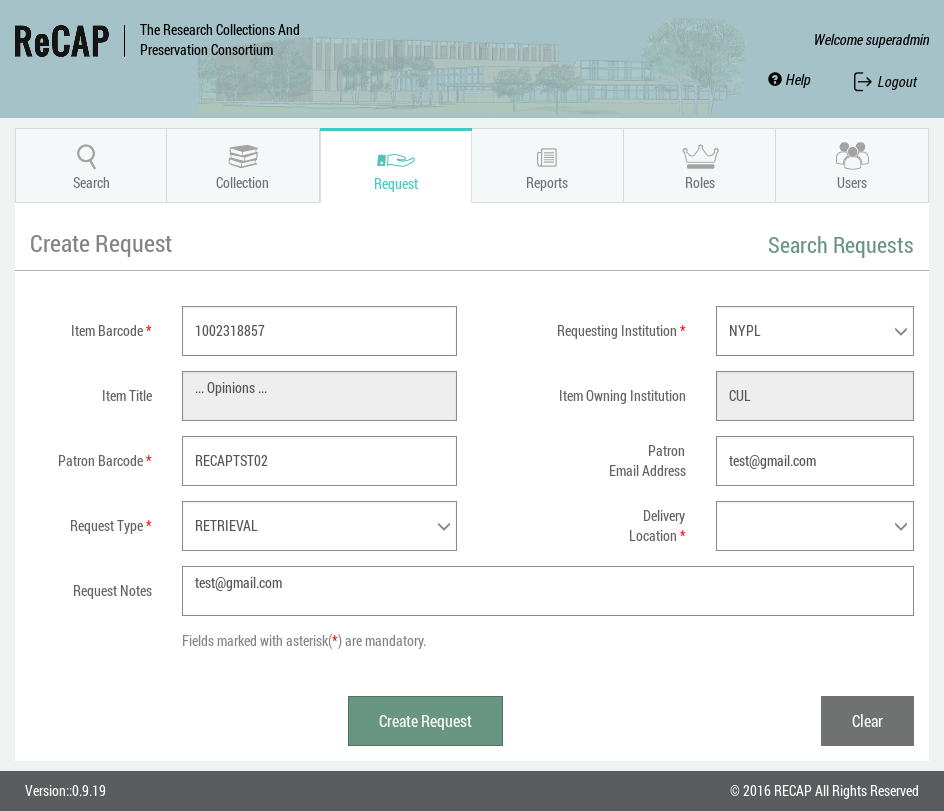 ReCAP
The Research Collections And
Preservation Consortium
Welcome superadmin
Help
Logout
Search
Collection
Request
Reports
Roles
Users
Create Request
Search Requests
Item Barcode *
1002318857
Requesting Institution *
NYPL
Item Title
... Opinions ...
Item Owning Institution
CUL
Patron Barcode *
RECAPTST02
Patron
Email Address
test@gmail.com
Request Type *
RETRIEVAL
Delivery
Location *
Request Notes
test@gmail.com
Fields marked with asterisk(*) are mandatory.
Create Request
Clear
Version::0.9.19
© 2016 RECAP All Rights Reserved